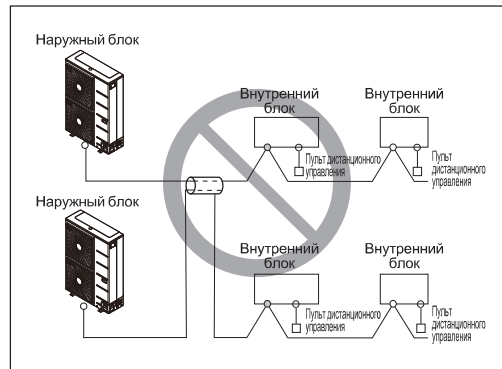 Наружный блок
Внутренний
блок
Внутренний
блок
Пульт дистанционного
управления
Пульт
дистанционного
управления
Наружный блок
Внутренний
блок
Внутренний
блок
Пульт дистанционного
управления
Пульт
дистанционного
управления